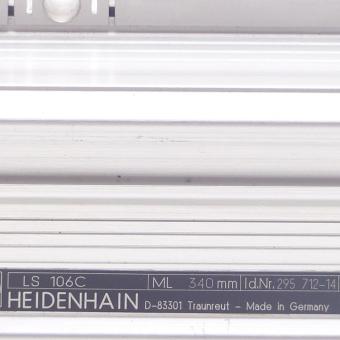 LS 106C ML 340 mm Id.Nr. 295 712-14
HEIDENHAIN D-83301 Traunreut - Made in Germany